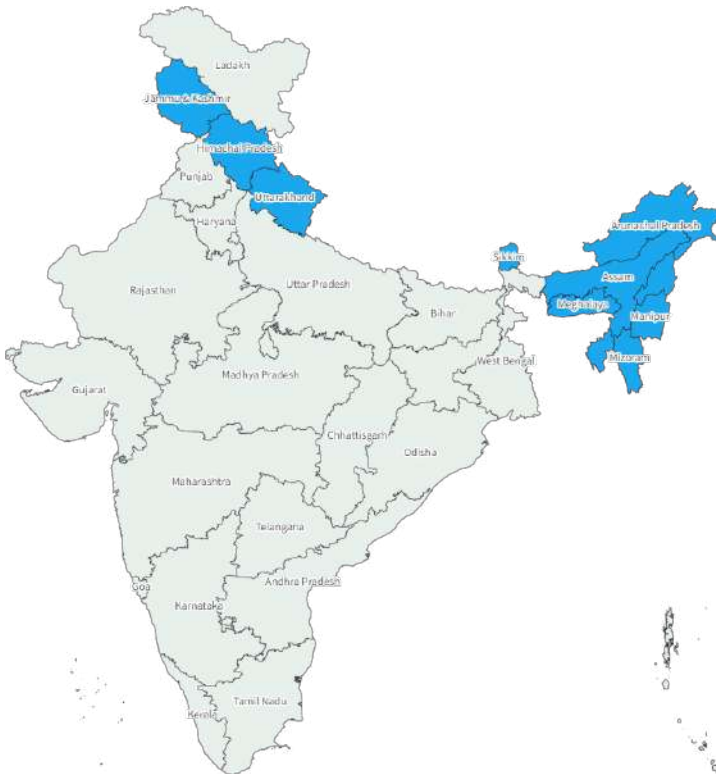 Ladakh
Jammu & Kashmir
Himachal Pradesh
Punjab
Uttarakhand
Haryana
Arunachal Pradesh
Sikkim
Assam
Rajasthan
Uttar Pradesh
Meghalaya
Bihar
Manipur
West Bengal
Mizoram
Madhya Pradesh
Gujarat
Chhattisgarh
Odisha
Maharashtra
Telangana
Andhra Pradesh
Goa
Karnataka
Tamil Nadu
Kerala